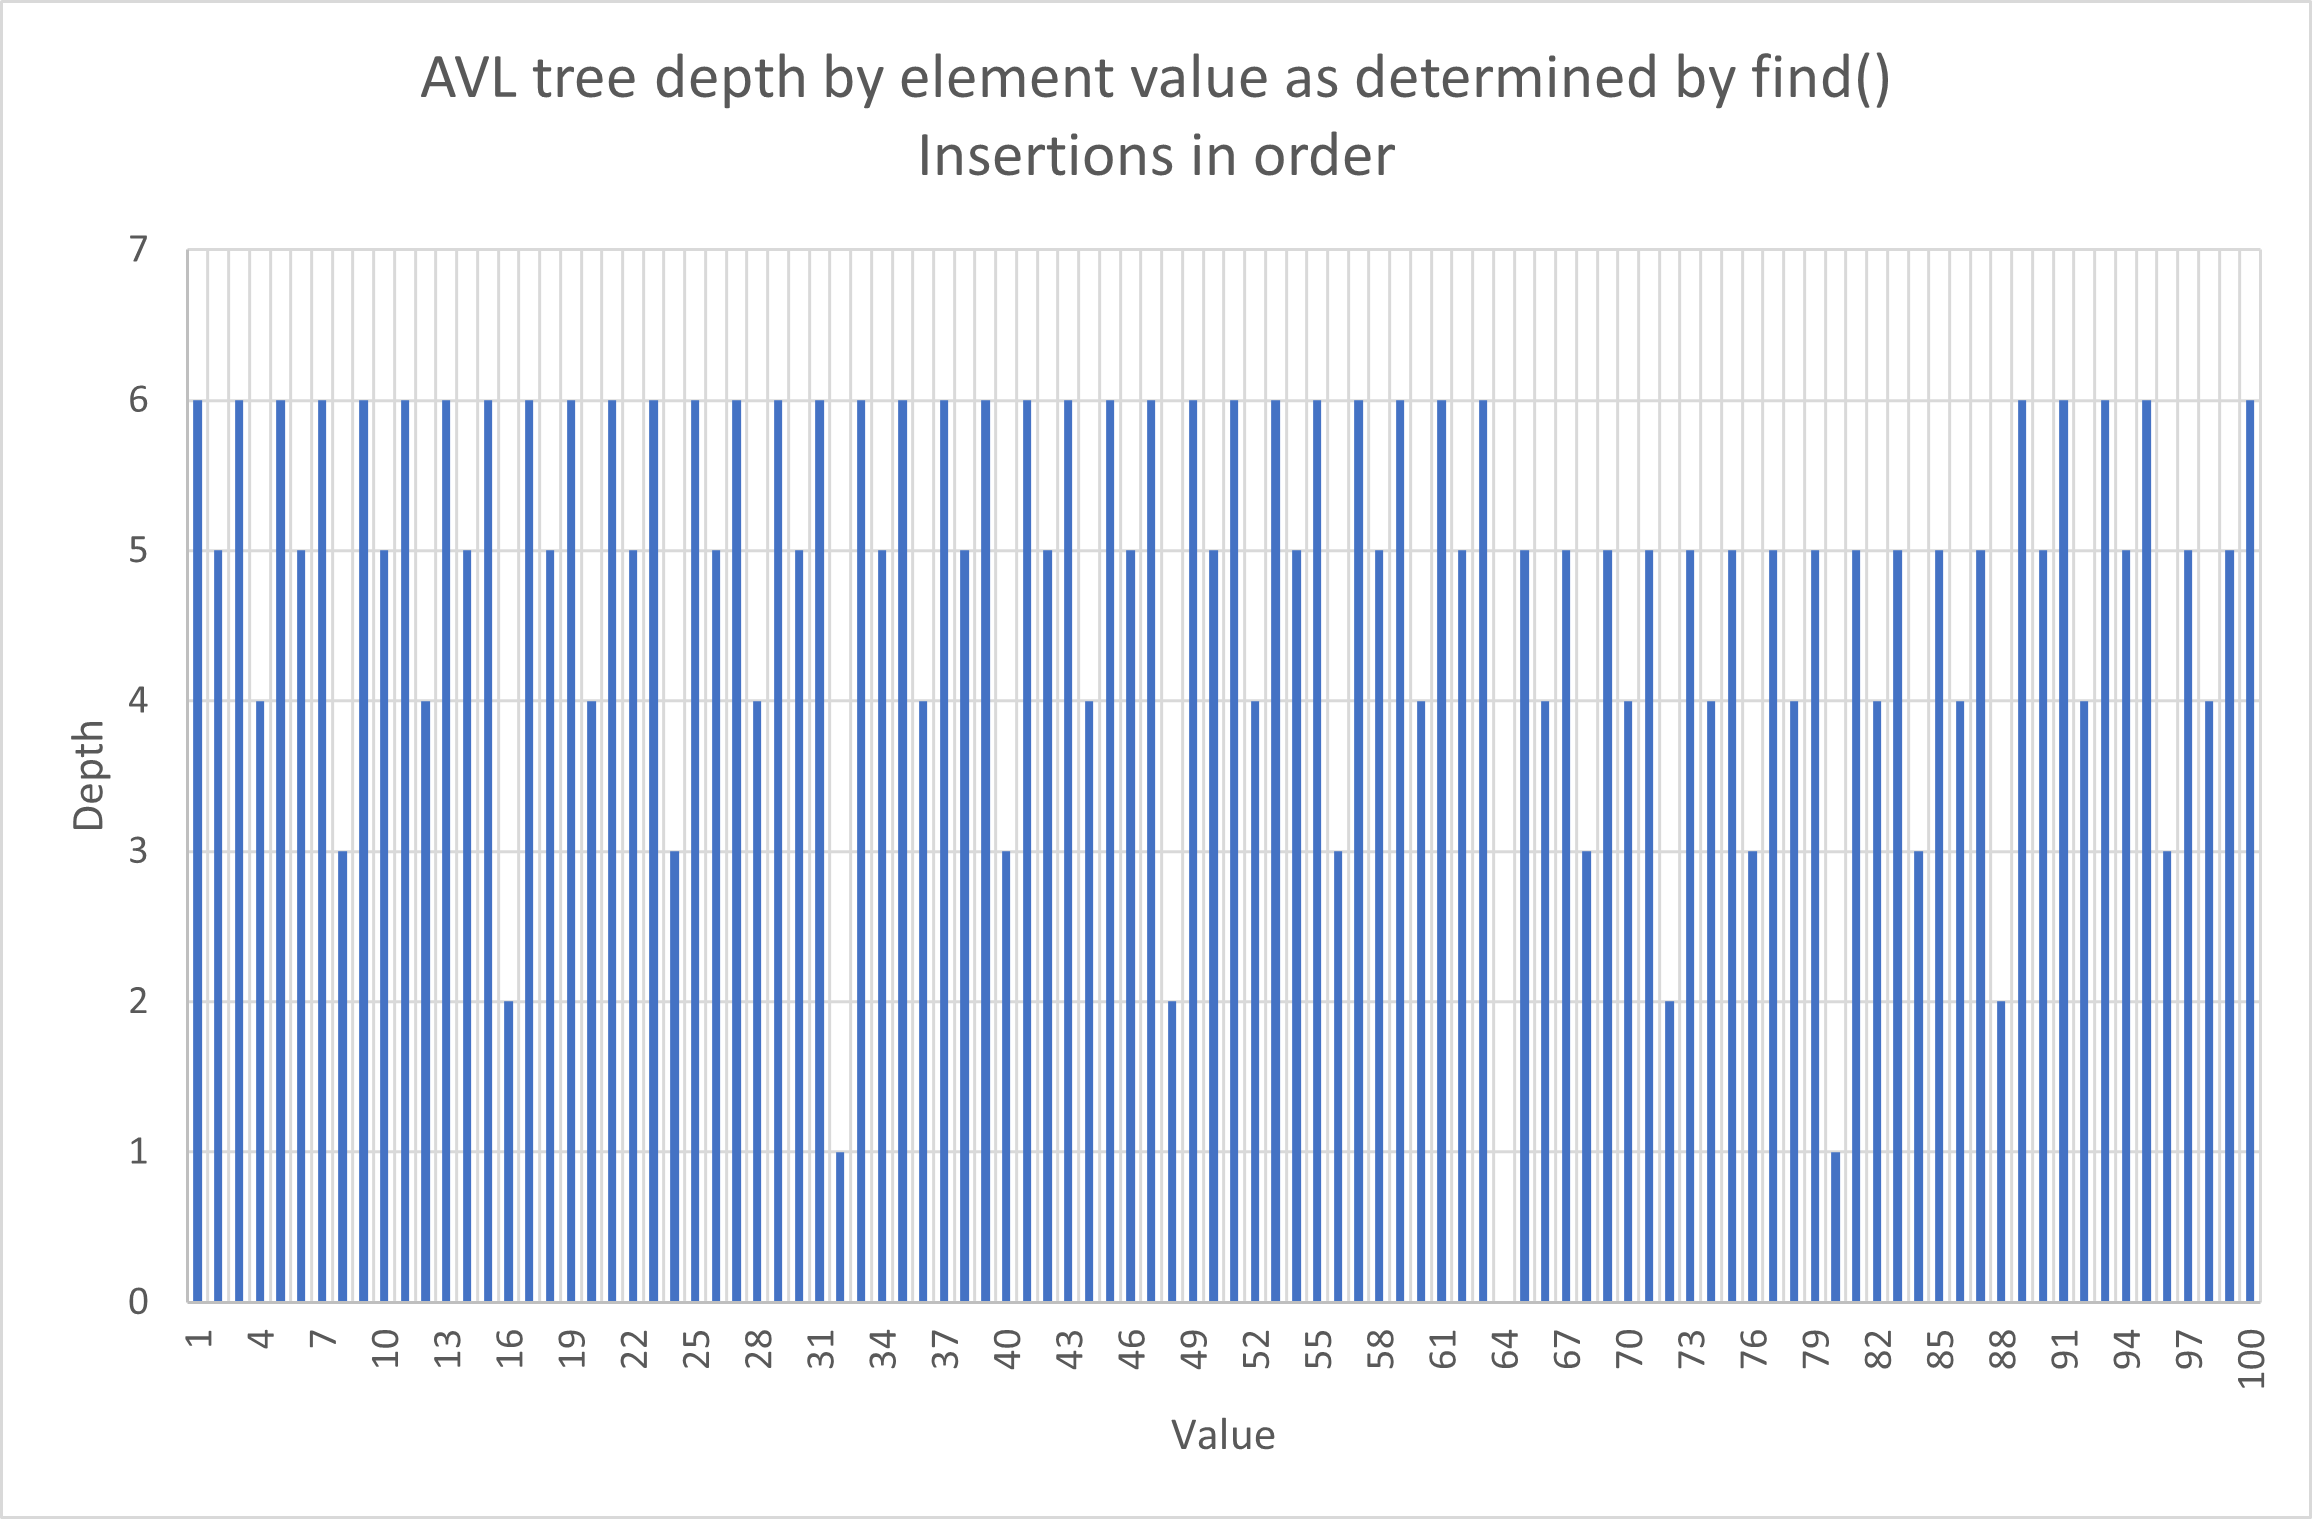 AVL tree depth by element value as determined by find()
Insertions in order
7
6
5
4
3
2
1
0
Depth
1 4 7 10 13 16 19 22 25 28 31 34 37 40 43 46 49 52 55 58 61 64 67 70 73 76 79 82 85 88 91 94 97 100
Value